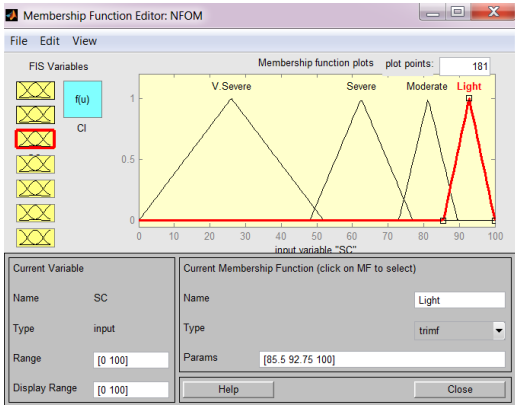 Membership Function Editor: NFOM
File Edit View
FIS Variables
f(u)
CI
Membership function plots plot points: 181
V.Severe Severe Moderate Light
1
0.5
0
0 10 20 30 40 50 60 70 80 90 100
input variable "SC"
Current Variable
Name SC
Type input
Range [0 100]
Display Range [0 100]
Current Membership Function (click on MF to select)
Name Light
Type trimf
Params [85.5 92.75 100]
Help Close